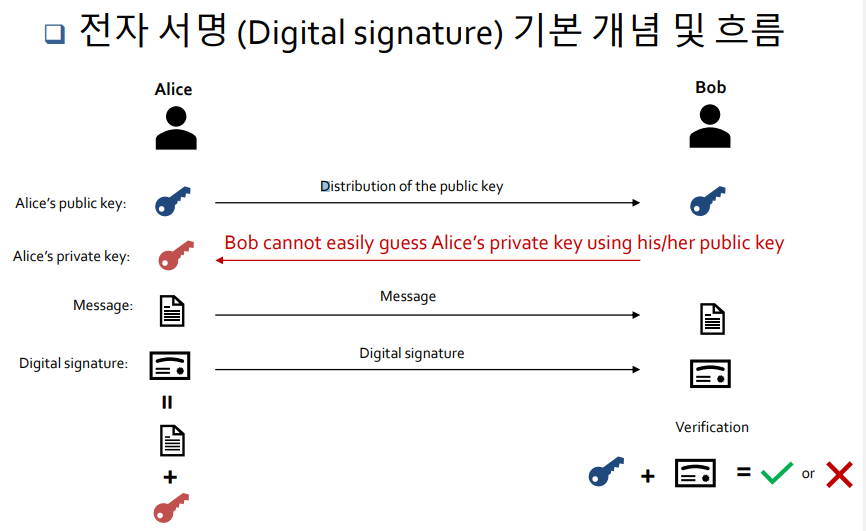 전자 서명 (Digital signature) 기본 개념 및 흐름
Alice
Bob
Distribution of the public key
Alice's public key:
Bob cannot easily guess Alice's private key using his/her public key
Alice's private key:
Message
Message:
Digital signature
Digital signature:
=
Verification
+
+ = or